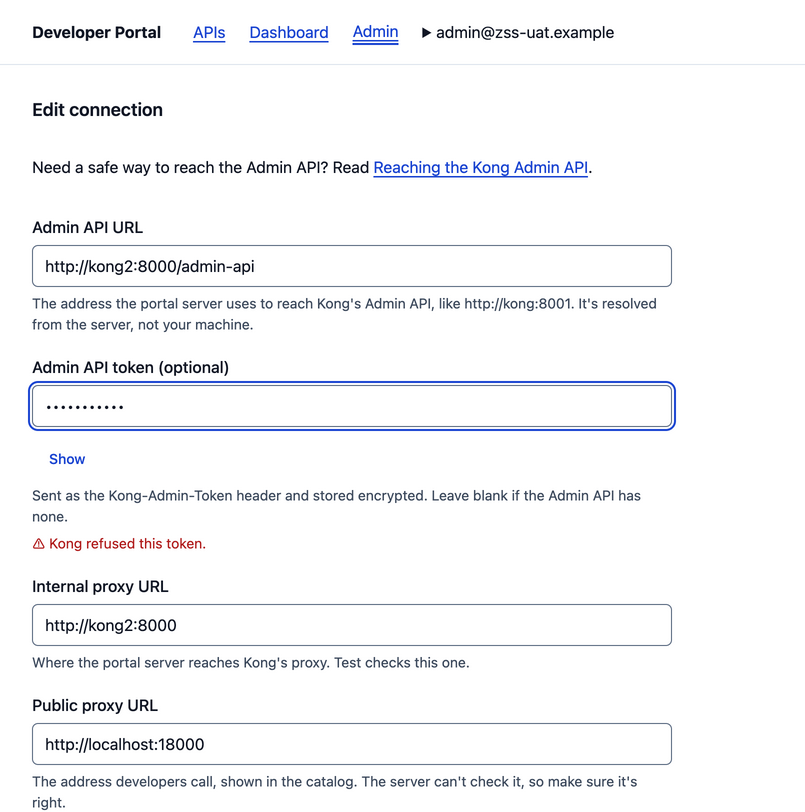 Developer Portal APIs Dashboard Admin ▶ admin@zss-uat.example
Edit connection
Need a safe way to reach the Admin API? Read Reaching the Kong Admin API.
Admin API URL
http://kong2:8000/admin-api
The address the portal server uses to reach Kong's Admin API, like http://kong:8001. It's resolved
from the server, not your machine.
Admin API token (optional)
•••••••••••
Show
Sent as the Kong-Admin-Token header and stored encrypted. Leave blank if the Admin API has
none.
⚠ Kong refused this token.
Internal proxy URL
http://kong2:8000
Where the portal server reaches Kong's proxy. Test checks this one.
Public proxy URL
http://localhost:18000
The address developers call, shown in the catalog. The server can't check it, so make sure it's
right.